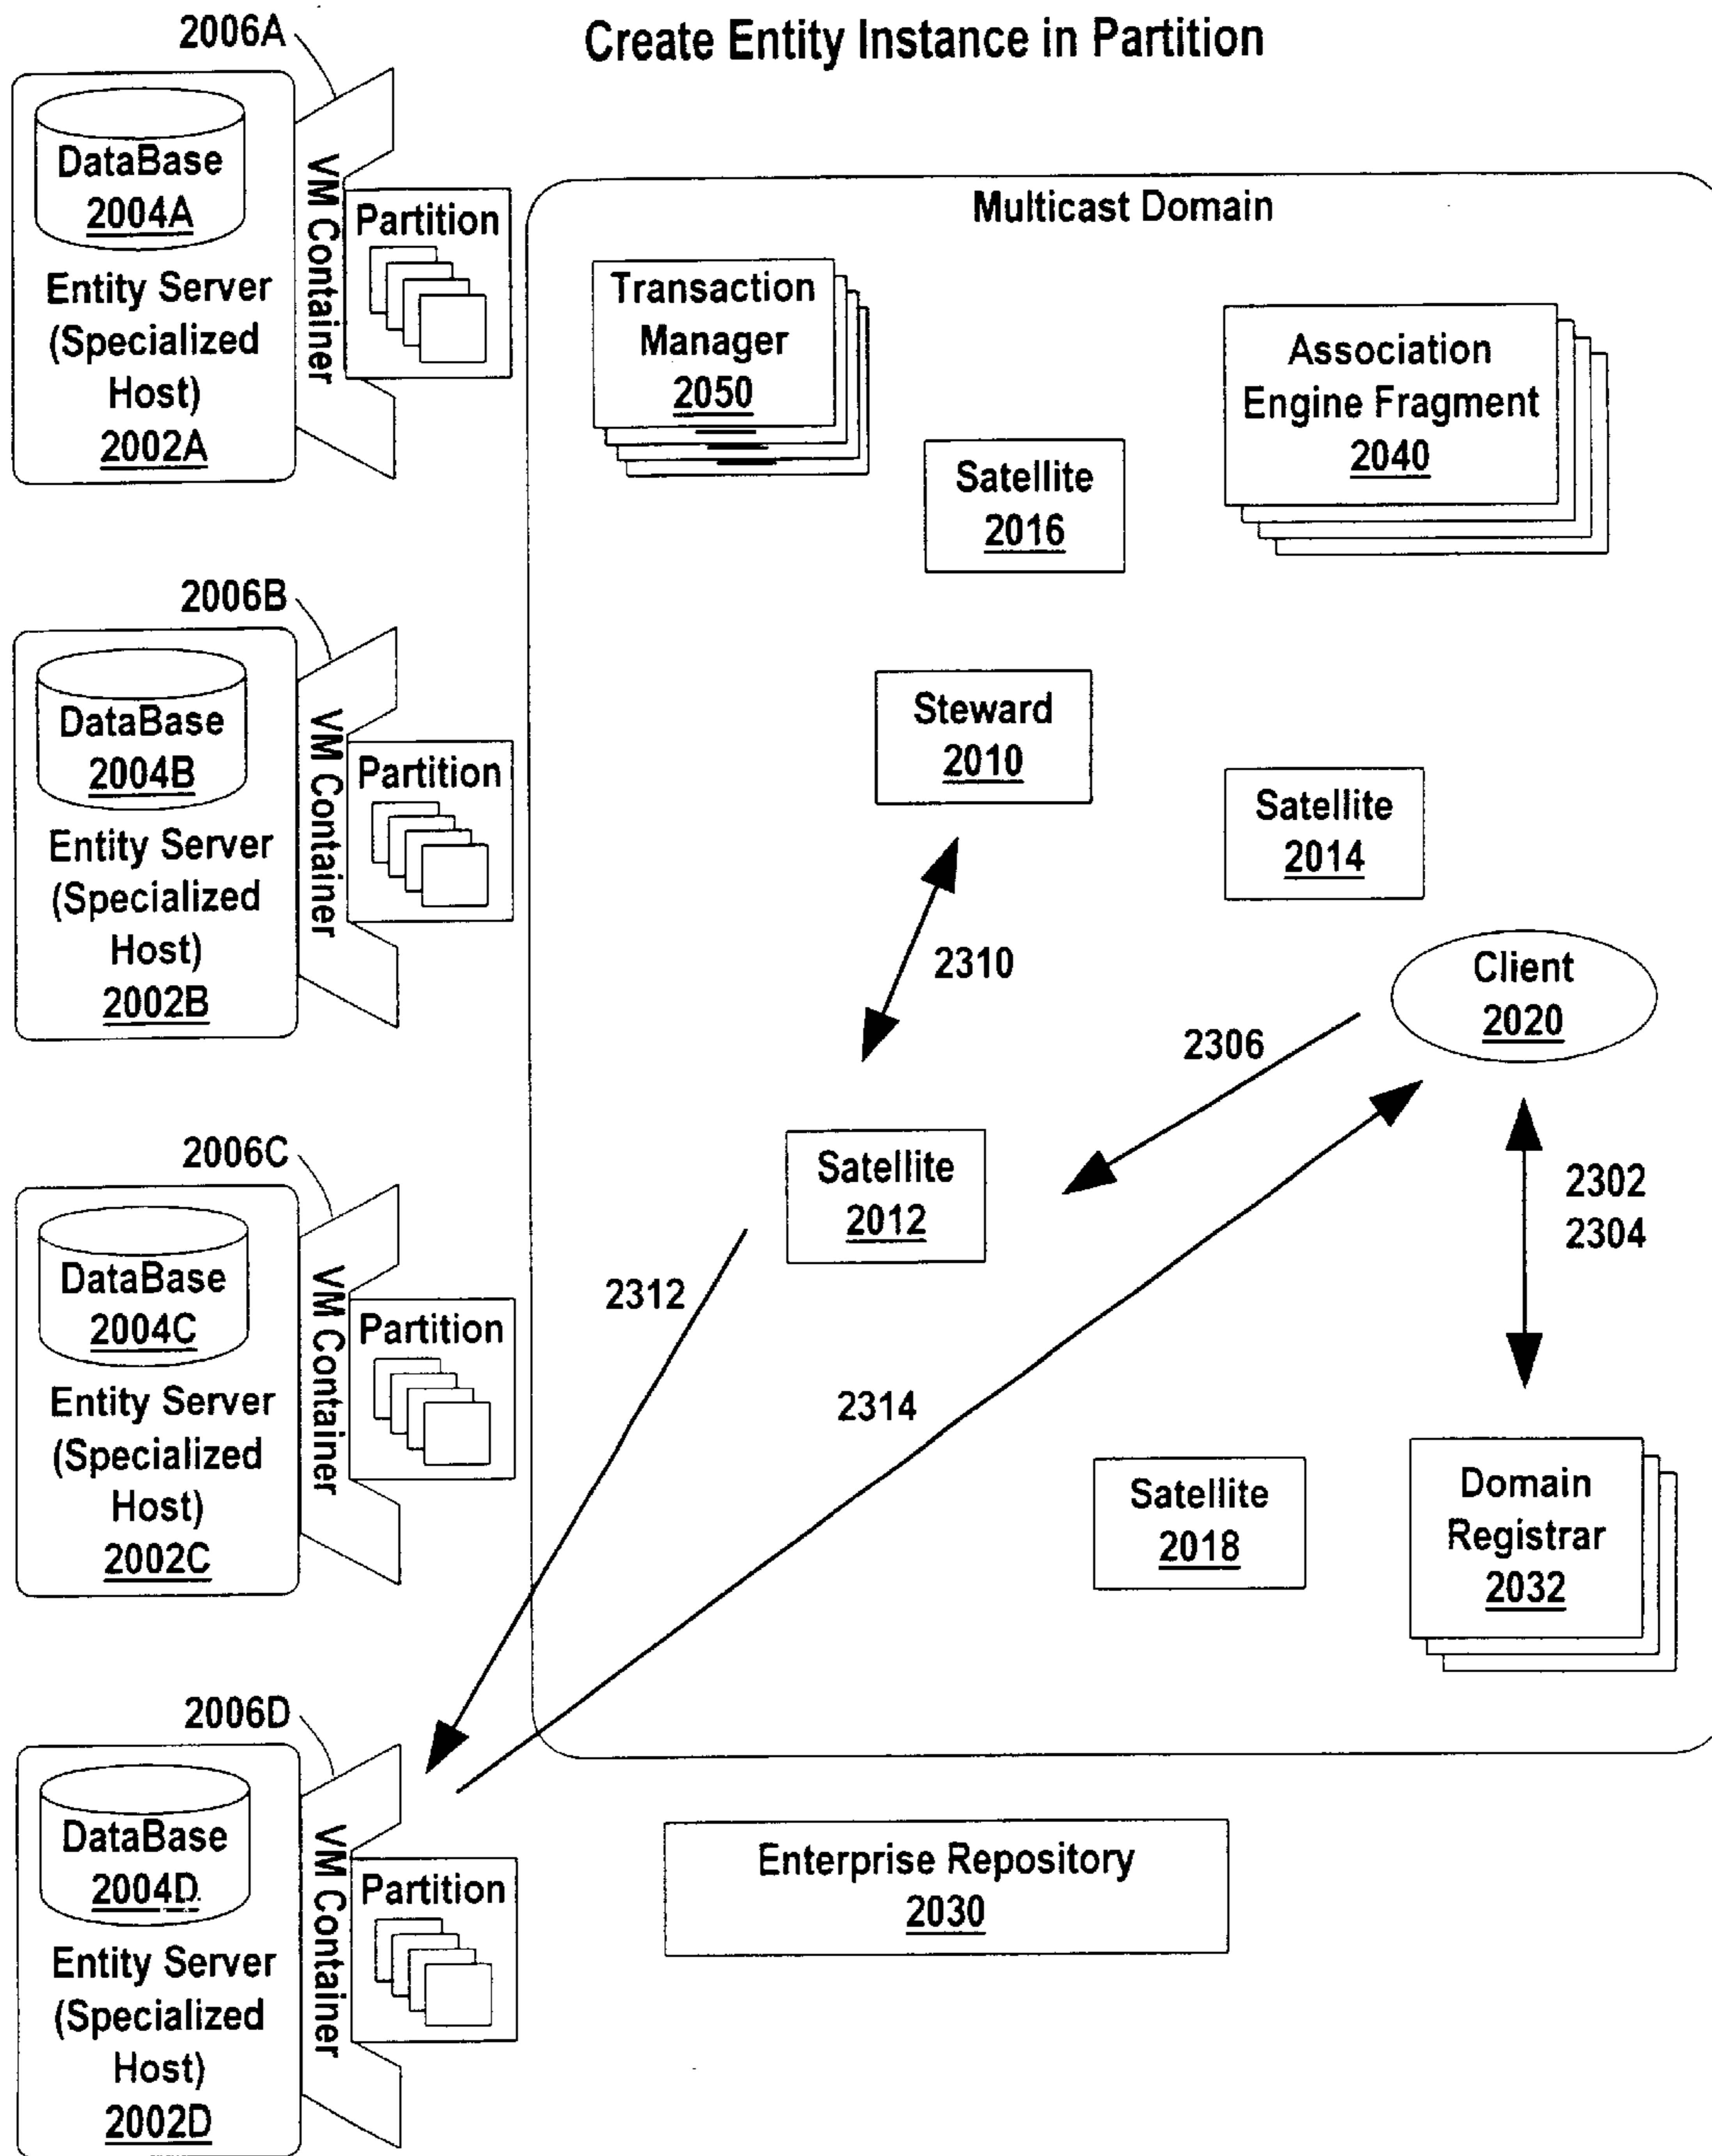 Create Entity Instance in Partition
2006A
DataBase
2004A
Entity Server
(Specialized
Host)
2002A
VM Container
Partition
2006B
DataBase
2004B
Entity Server
(Specialized
Host)
2002B
VM Container
Partition
2006C
DataBase
2004C
Entity Server
(Specialized
Host)
2002C
VM Container
Partition
2006D
DataBase
2004D
Entity Server
(Specialized
Host)
2002D
VM Container
Partition
Multicast Domain
Transaction
Manager
2050
Association
Engine Fragment
2040
Satellite
2016
Steward
2010
Satellite
2014
2310
Client
2020
2306
Satellite
2012
2302
2304
2312
2314
Satellite
2018
Domain
Registrar
2032
Enterprise Repository
2030